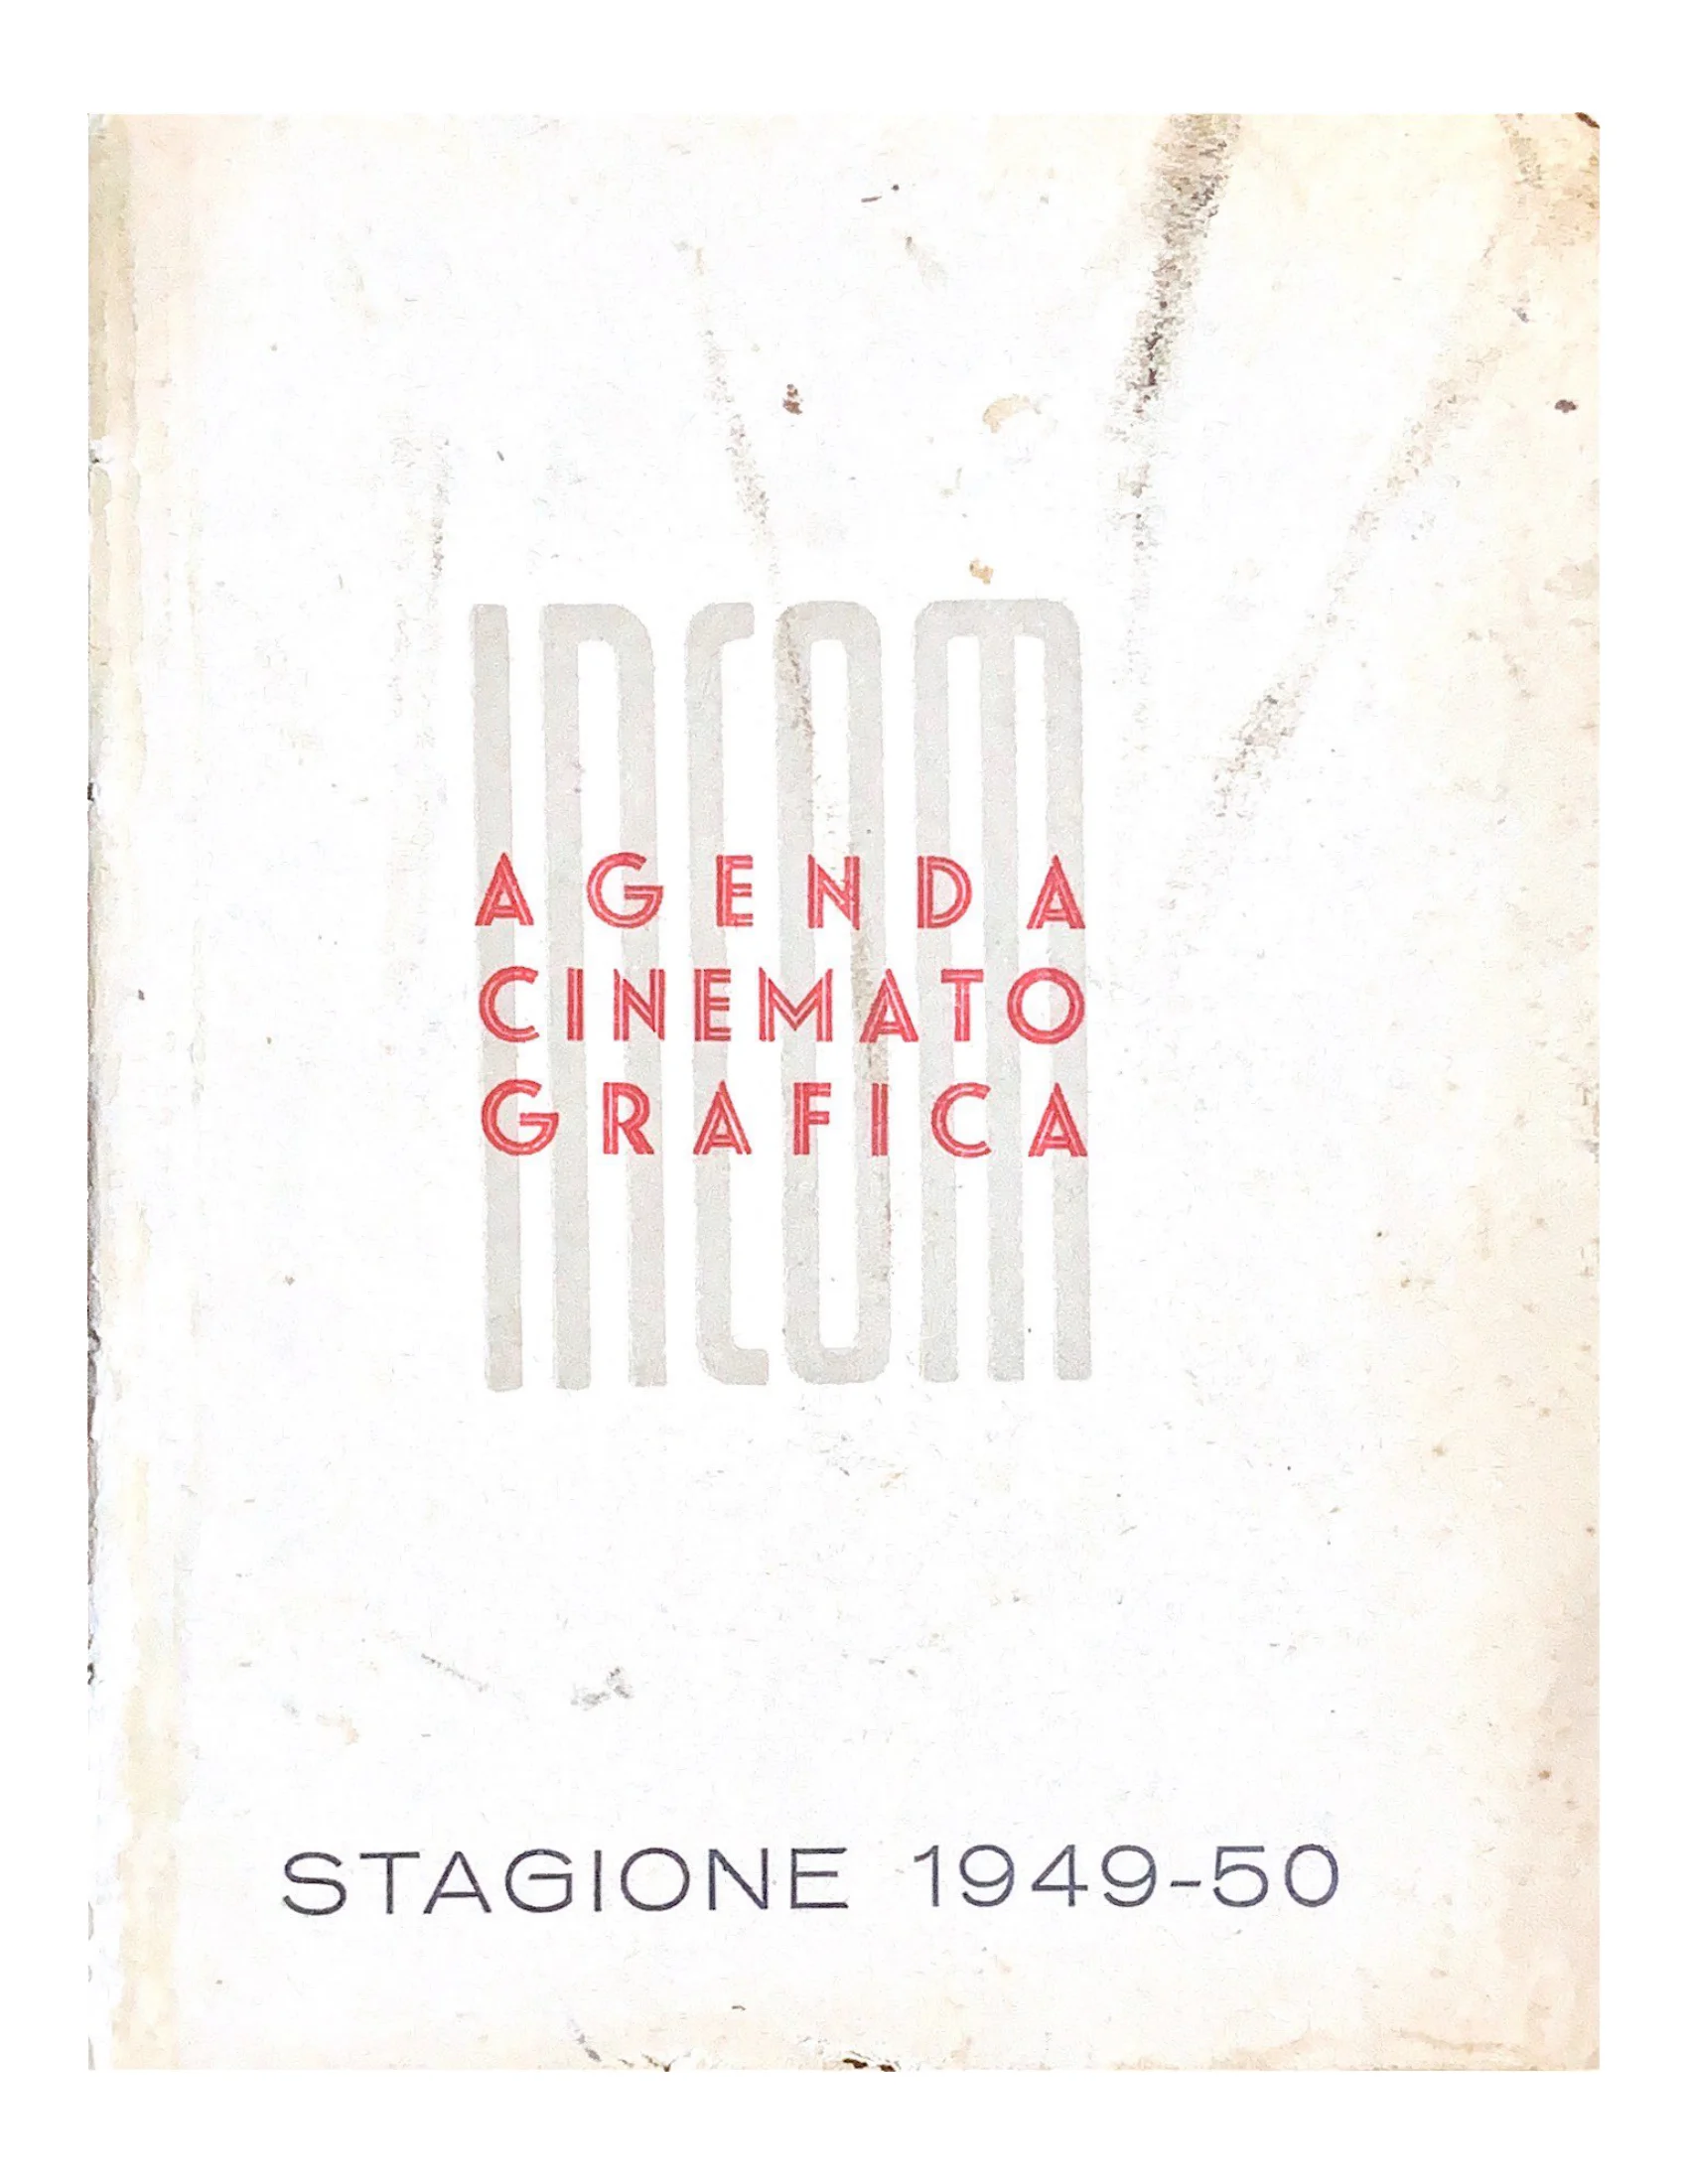 INCOM
AGENDA
CINEMATO
GRAFICA
STAGIONE 1949-50